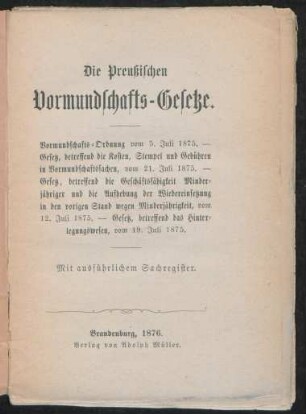 Die Preußischen
Vormundschafts-Gesetze.
Vormundschafts-Ordnung vom 5. Juli 1875, —
Gesetz, betreffend die Kosten, Stempel und Gebühren
in Vormundschaftssachen, vom 21. Juli 1875, —
Gesetz, betreffend die Geschäftsfähigkeit Minder-
jähriger und die Aufhebung der Wiedereinsetzung
in den vorigen Stand wegen Minderjährigkeit, vom
12. Juli 1875, — Gesetz, betreffend das Hinter-
legungswesen, vom 19. Juli 1875.
Mit ausführlichem Sachregister.
Brandenburg, 1876.
Verlag von Adolph Müller.